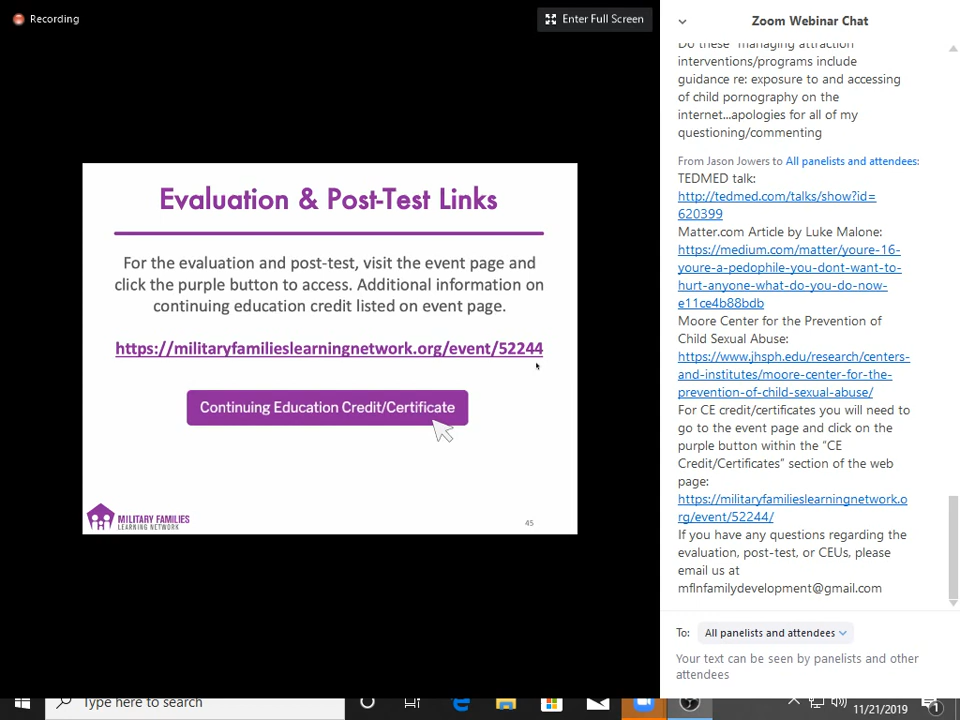 Recording
Enter Full Screen
Evaluation & Post-Test Links
For the evaluation and post-test, visit the event page and
click the purple button to access. Additional information on
continuing education credit listed on event page.
https://militaryfamilieslearningnetwork.org/event/52244
Continuing Education Credit/Certificate
MILITARY FAMILIES
LEARNING NETWORK
45
Zoom Webinar Chat
Do these "managing attraction
interventions/programs include
guidance re: exposure to and accessing
of child pornography on the
internet...apologies for all of my
questioning/commenting
From Jason Jowers to All panelists and attendees:
TEDMED talk:
http://tedmed.com/talks/show?id=
620399
Matter.com Article by Luke Malone:
https://medium.com/matter/youre-16-
youre-a-pedophile-you-dont-want-to-
hurt-anyone-what-do-you-do-now-
e11ce4b88bdb
Moore Center for the Prevention of
Child Sexual Abuse:
https://www.jhsph.edu/research/centers-
and-institutes/moore-center-for-the-
prevention-of-child-sexual-abuse/
For CE credit/certificates you will need to
go to the event page and click on the
purple button within the "CE
Credit/Certificates" section of the web
page:
https://militaryfamilieslearningnetwork.o
rg/event/52244/
If you have any questions regarding the
evaluation, post-test, or CEUs, please
email us at
mflnfamilydevelopment@gmail.com
To: All panelists and attendees
Your text can be seen by panelists and other
attendees
Type here to search
11/21/2019
1